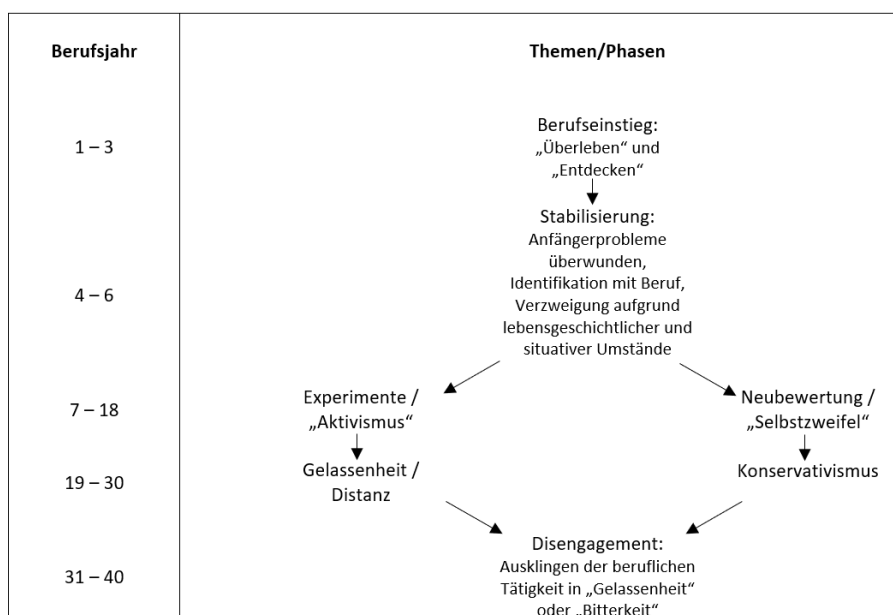 Berufsjahr
Themen/Phasen
1 – 3
Berufseinstieg:
„Überleben“ und
„Entdecken“
4 – 6
Stabilisierung:
Anfängerprobleme
überwunden,
Identifikation mit Beruf,
Verzweigung aufgrund
lebensgeschichtlicher und
situativer Umstände
7 – 18
Experimente /
„Aktivismus“
Neubewertung /
„Selbstzweifel“
19 – 30
Gelassenheit /
Distanz
Konservativismus
31 – 40
Disengagement:
Ausklingen der beruflichen
Tätigkeit in „Gelassenheit“
oder „Bitterkeit“